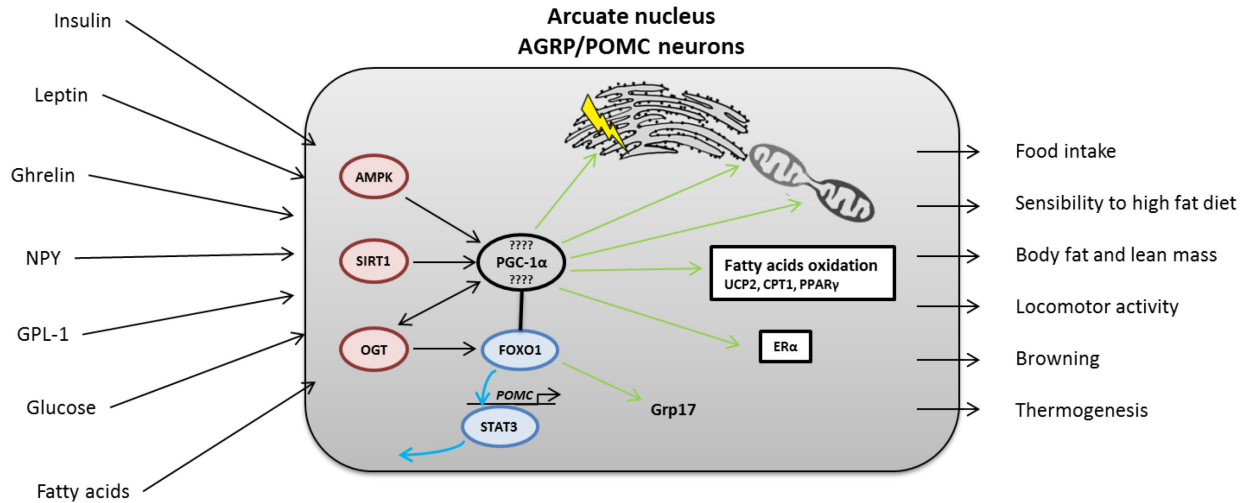 Arcuate nucleus
AGRP/POMC neurons
Insulin
Leptin
Ghrelin
NPY
GPL-1
Glucose
Fatty acids
AMPK
SIRT1
OGT
????
PGC-1α
????
FOXO1
POMC
STAT3
Fatty acids oxidation
UCP2, CPT1, PPARγ
ERα
Grp17
Food intake
Sensibility to high fat diet
Body fat and lean mass
Locomotor activity
Browning
Thermogenesis